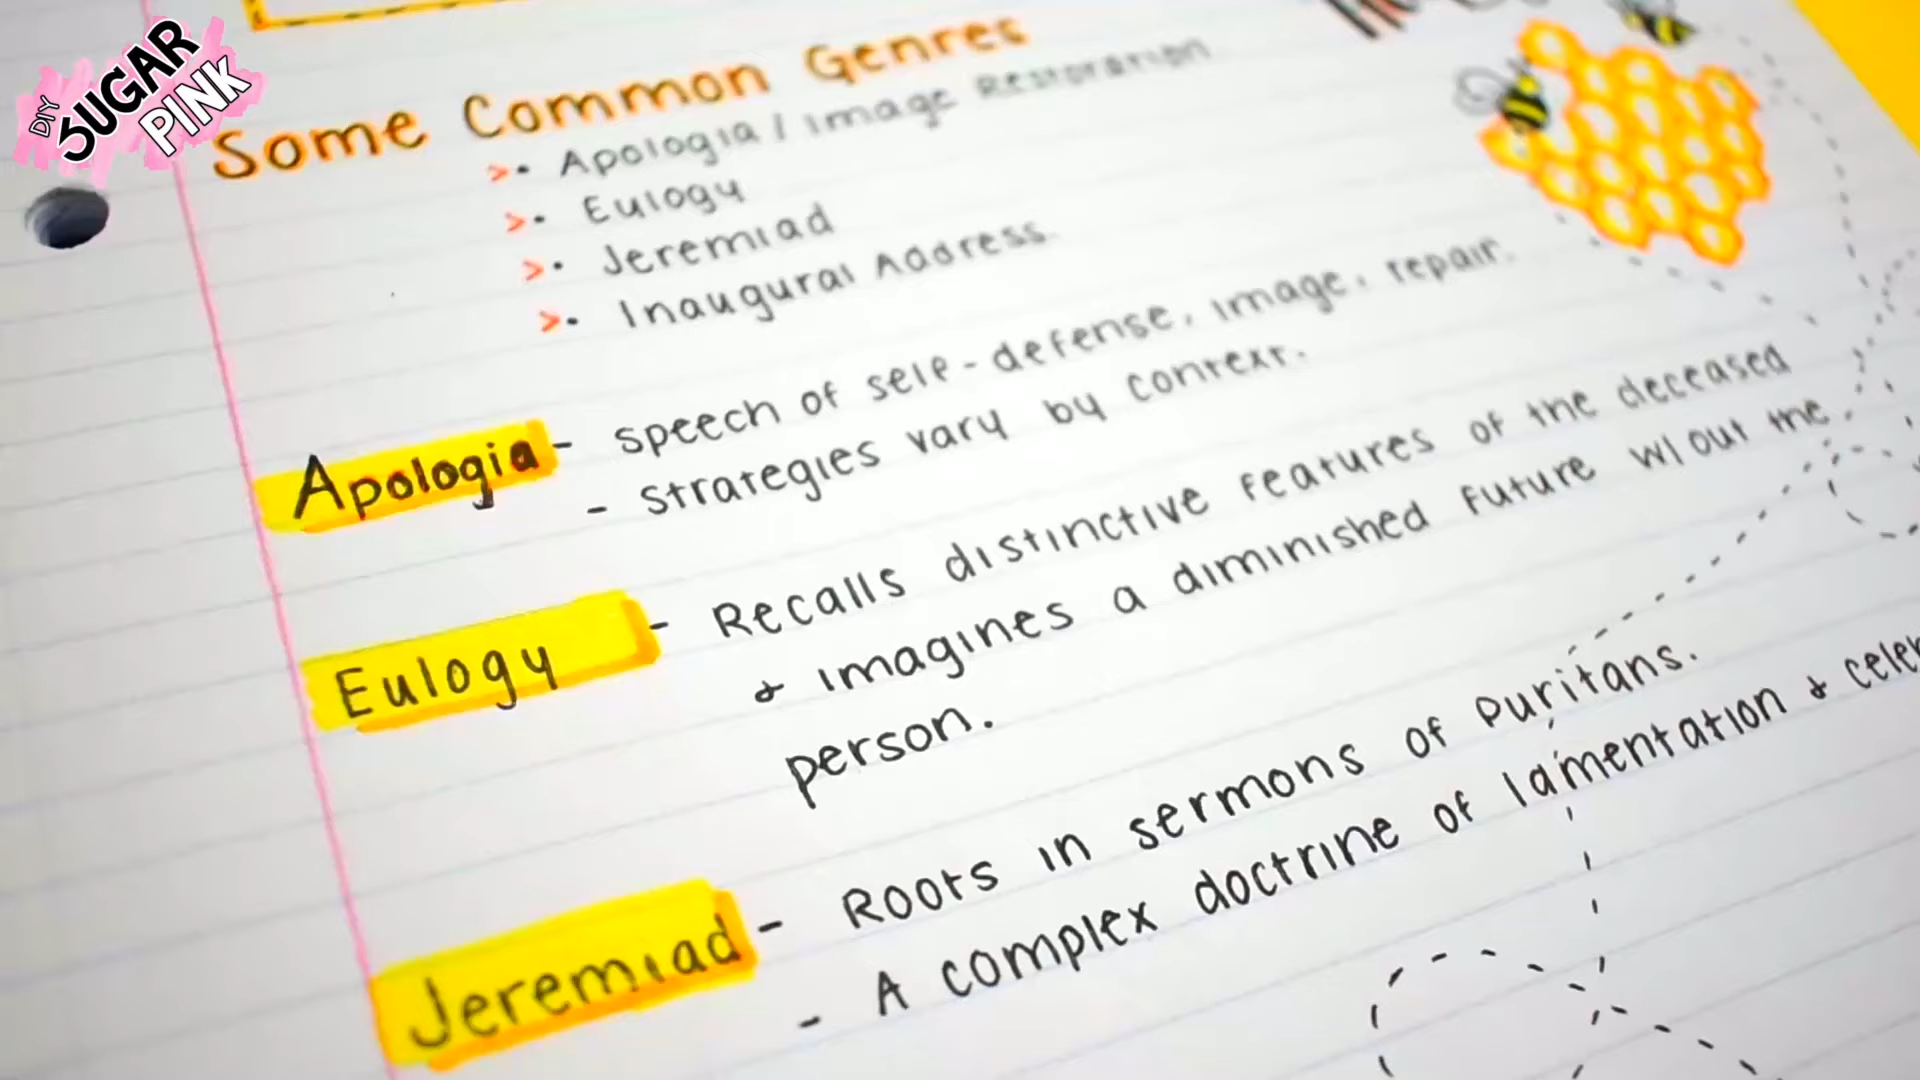 DIY
SUGAR
PINK
Some Common Genres
>• Apologia / Image Restoration
>• Eulogy
>• Jeremiad
>• Inaugural Address.
Apologia - speech of self-defense, image, repair.
- Strategies vary by context.
Eulogy - Recalls distinctive features of the deceased
& imagines a diminished future w/out the
person.
Jeremiad - Roots in sermons of Puritans.
- A complex doctrine of lamentation &